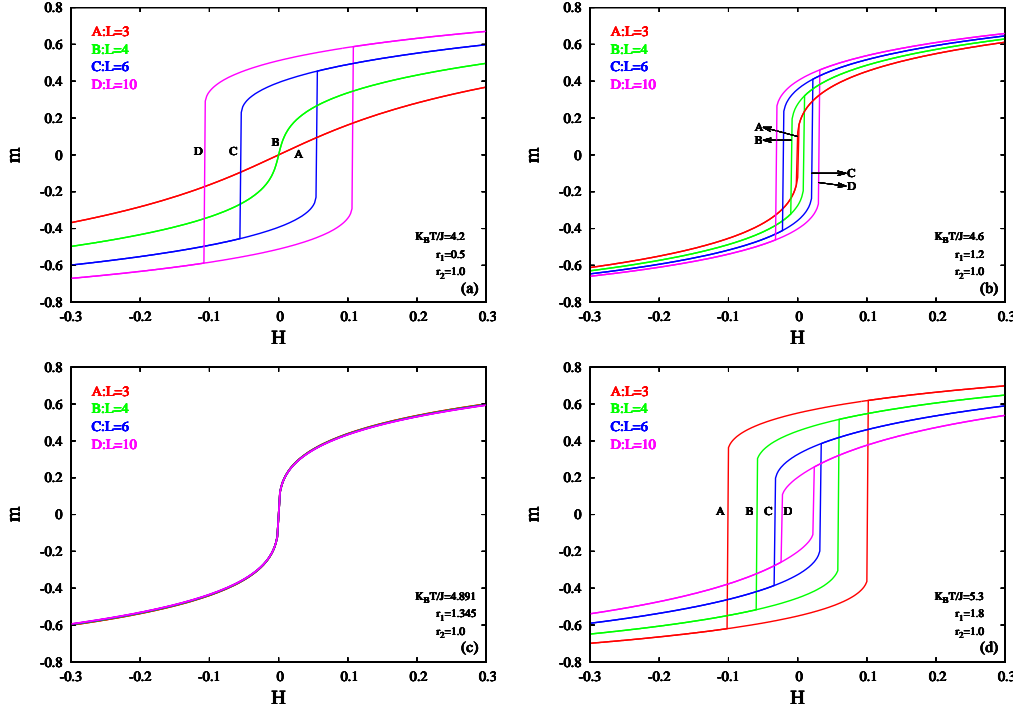 0.8
0.6
0.4
0.2
0
-0.2
-0.4
-0.6
-0.8
m
A:L=3
B:L=4
C:L=6
D:L=10
D
C
B
A
K_BT/J=4.2
r_1=0.5
r_2=1.0
(a)
-0.3 -0.2 -0.1 0 0.1 0.2 0.3
H
0.8
0.6
0.4
0.2
0
-0.2
-0.4
-0.6
-0.8
m
A:L=3
B:L=4
C:L=6
D:L=10
A
B
C
D
K_BT/J=4.6
r_1=1.2
r_2=1.0
(b)
-0.3 -0.2 -0.1 0 0.1 0.2 0.3
H
0.8
0.6
0.4
0.2
0
-0.2
-0.4
-0.6
-0.8
m
A:L=3
B:L=4
C:L=6
D:L=10
K_BT/J=4.891
r_1=1.345
r_2=1.0
(c)
-0.3 -0.2 -0.1 0 0.1 0.2 0.3
H
0.8
0.6
0.4
0.2
0
-0.2
-0.4
-0.6
-0.8
m
A:L=3
B:L=4
C:L=6
D:L=10
A B C D
K_BT/J=5.3
r_1=1.8
r_2=1.0
(d)
-0.3 -0.2 -0.1 0 0.1 0.2 0.3
H